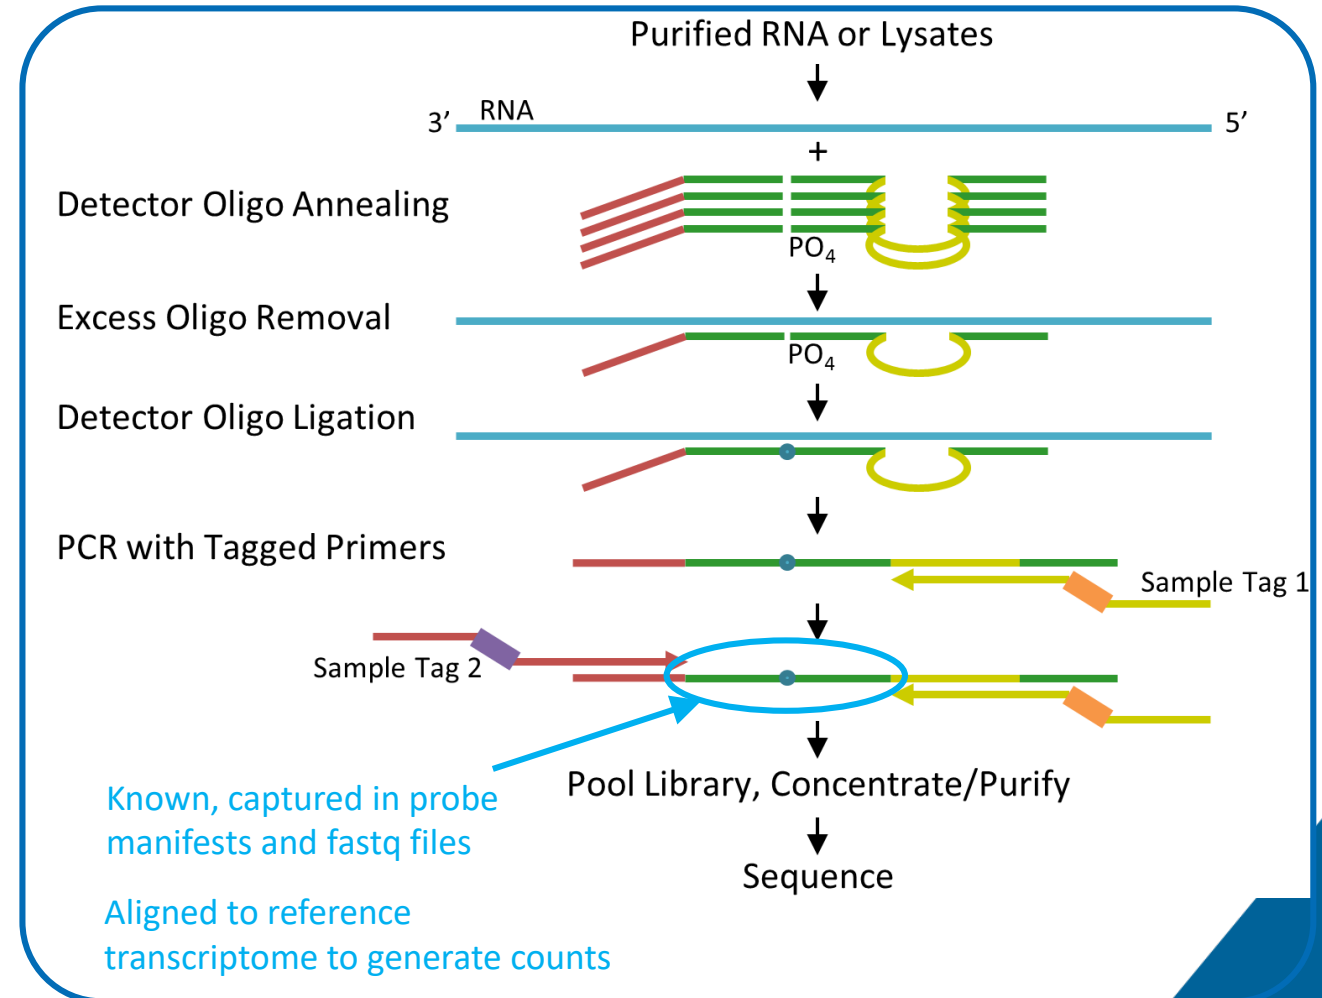 Purified RNA or Lysates
3’ RNA 5’
+
Detector Oligo Annealing
PO₄
Excess Oligo Removal
PO₄
Detector Oligo Ligation
PCR with Tagged Primers
Sample Tag 1
Sample Tag 2
Known, captured in probe
manifests and fastq files
Pool Library, Concentrate/Purify
Sequence
Aligned to reference
transcriptome to generate counts